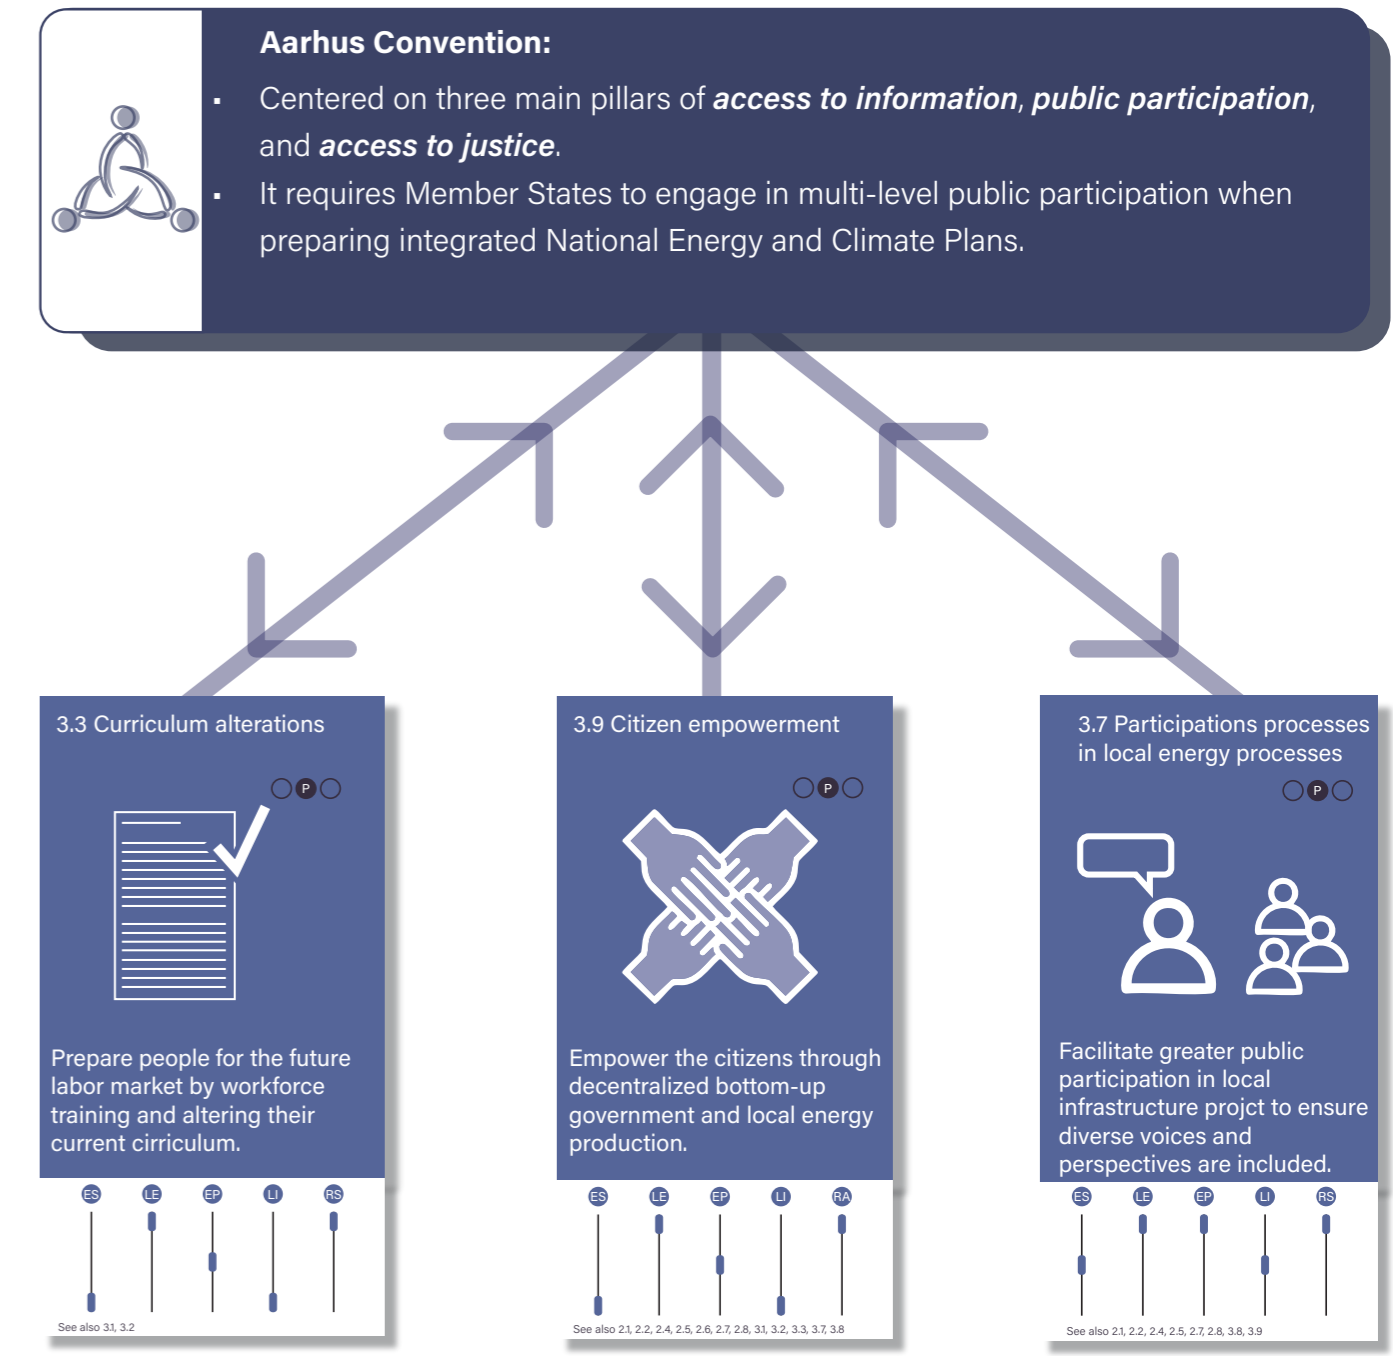 Aarhus Convention:
▪ Centered on three main pillars of access to information, public participation,
and access to justice.
▪ It requires Member States to engage in multi-level public participation when
preparing integrated National Energy and Climate Plans.
3.3 Curriculum alterations
P
Prepare people for the future
labor market by workforce
training and altering their
current cirriculum.
ES LE EP LI RS
See also 3.1, 3.2
3.9 Citizen empowerment
P
Empower the citizens through
decentralized bottom-up
government and local energy
production.
ES LE EP LI RA
See also 2.1, 2.2, 2.4, 2.5, 2.6, 2.7, 2.8, 3.1, 3.2, 3.3, 3.7, 3.8
3.7 Participations processes
in local energy processes
P
Facilitate greater public
participation in local
infrastructure projct to ensure
diverse voices and
perspectives are included.
ES LE EP LI RS
See also 2.1, 2.2, 2.4, 2.5, 2.7, 2.8, 3.8, 3.9